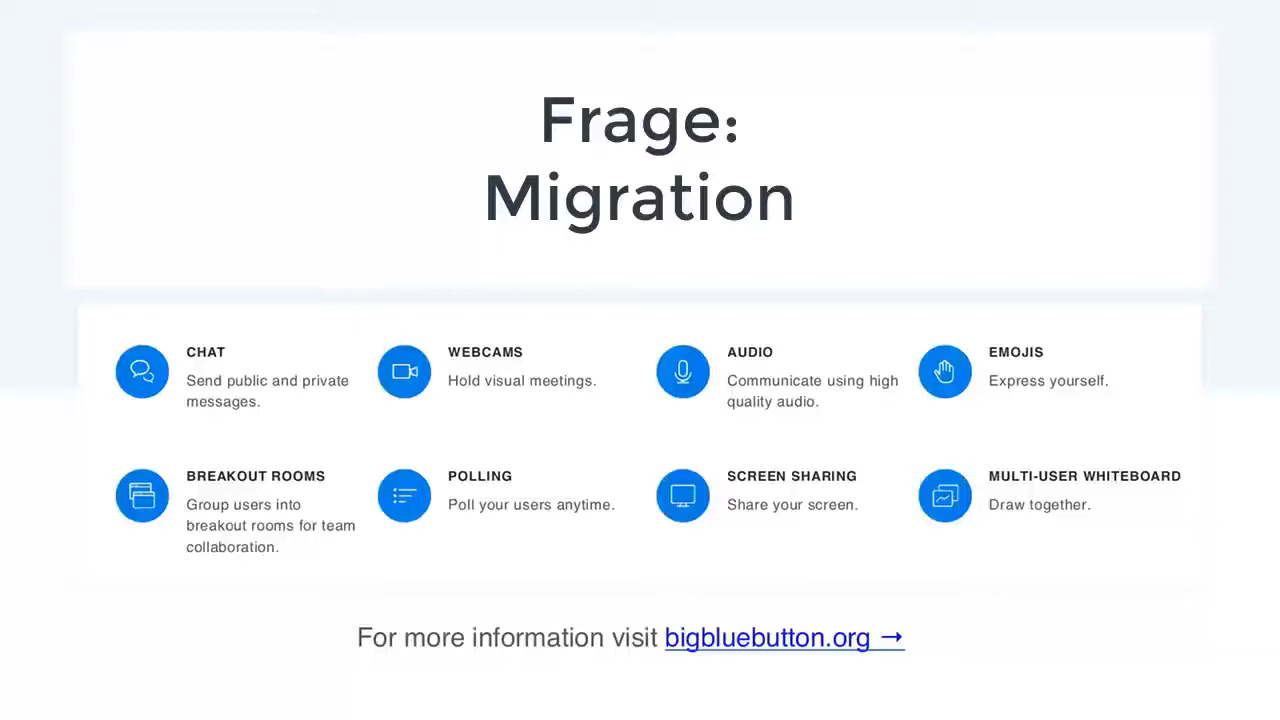 Frage:
Migration
CHAT
Send public and private
messages.
WEBCAMS
Hold visual meetings.
AUDIO
Communicate using high
quality audio.
EMOJIS
Express yourself.
BREAKOUT ROOMS
Group users into
breakout rooms for team
collaboration.
POLLING
Poll your users anytime.
SCREEN SHARING
Share your screen.
MULTI-USER WHITEBOARD
Draw together.
For more information visit bigbluebutton.org →